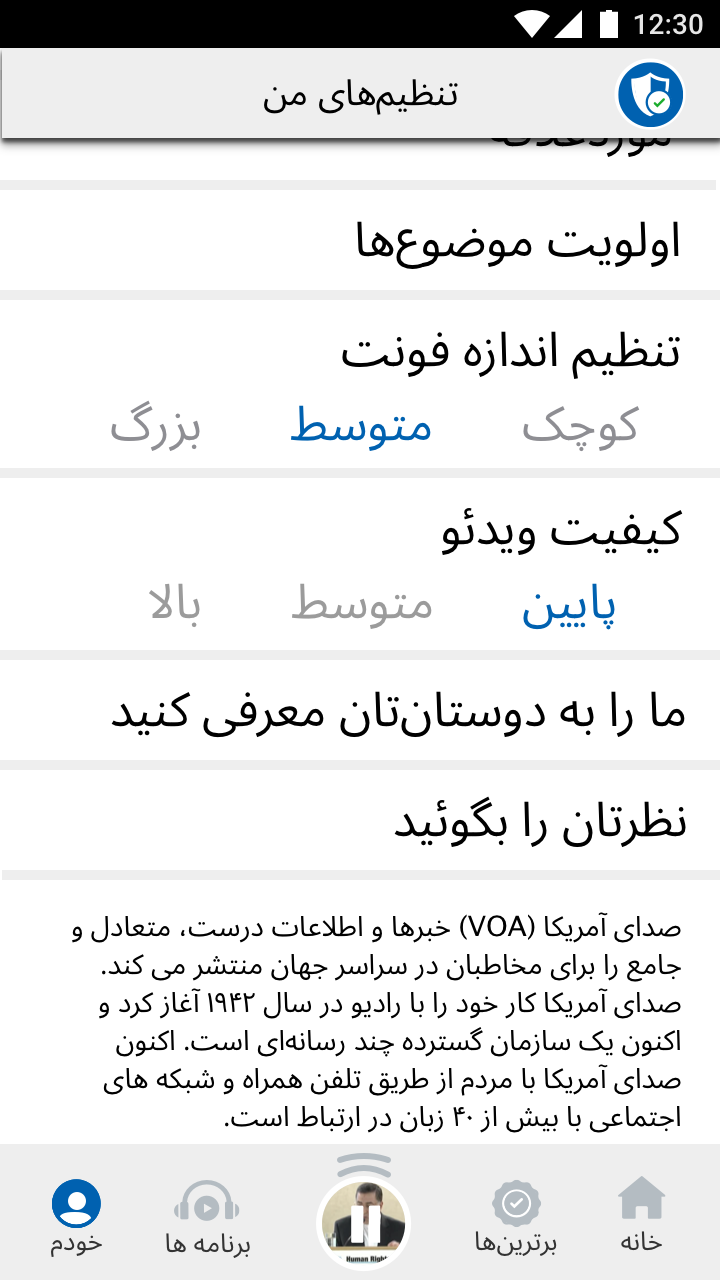 12:30
تنظیم‌های من
موردعلاقه
اولویت موضوع‌ها
تنظیم اندازه فونت
کوچک متوسط بزرگ
کیفیت ویدئو
پایین متوسط بالا
ما را به دوستان‌تان معرفی کنید
نظرتان را بگوئید
صدای آمریکا (VOA) خبرها و اطلاعات درست، متعادل و
جامع را برای مخاطبان در سراسر جهان منتشر می کند.
صدای آمریکا کار خود را با رادیو در سال ۱۹۴۲ آغاز کرد و
اکنون یک سازمان گسترده چند رسانه‌ای است. اکنون
صدای آمریکا با مردم از طریق تلفن همراه و شبکه های
اجتماعی با بیش از ۴۰ زبان در ارتباط است.
Human Right
خانه برترین‌ها برنامه ها خودم